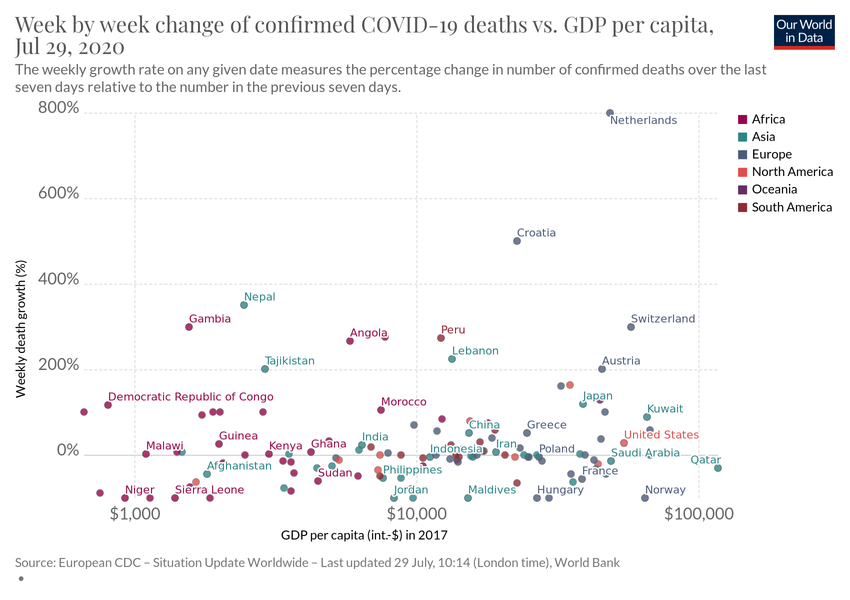 Week by week change of confirmed COVID-19 deaths vs. GDP per capita,
Jul 29, 2020
Our World
in Data
The weekly growth rate on any given date measures the percentage change in number of confirmed deaths over the last
seven days relative to the number in the previous seven days.
800%
Netherlands
Africa
Asia
Europe
North America
Oceania
South America
600%
Croatia
400%
Nepal
Gambia
Switzerland
Angola
Peru
Lebanon
Tajikistan
Austria
200%
Democratic Republic of Congo
Morocco
Japan
Kuwait
China
Greece
Guinea
India
United States
Malawi
Kenya
Ghana
Indonesia
Iran
Poland
Saudi Arabia
0%
Qatar
Afghanistan
Sudan
Philippines
France
Niger
Sierra Leone
Jordan
Maldives
Hungary
Norway
Weekly death growth (%)
$1,000
$10,000
$100,000
GDP per capita (int.-$) in 2017
Source: European CDC – Situation Update Worldwide – Last updated 29 July, 10:14 (London time), World Bank
•